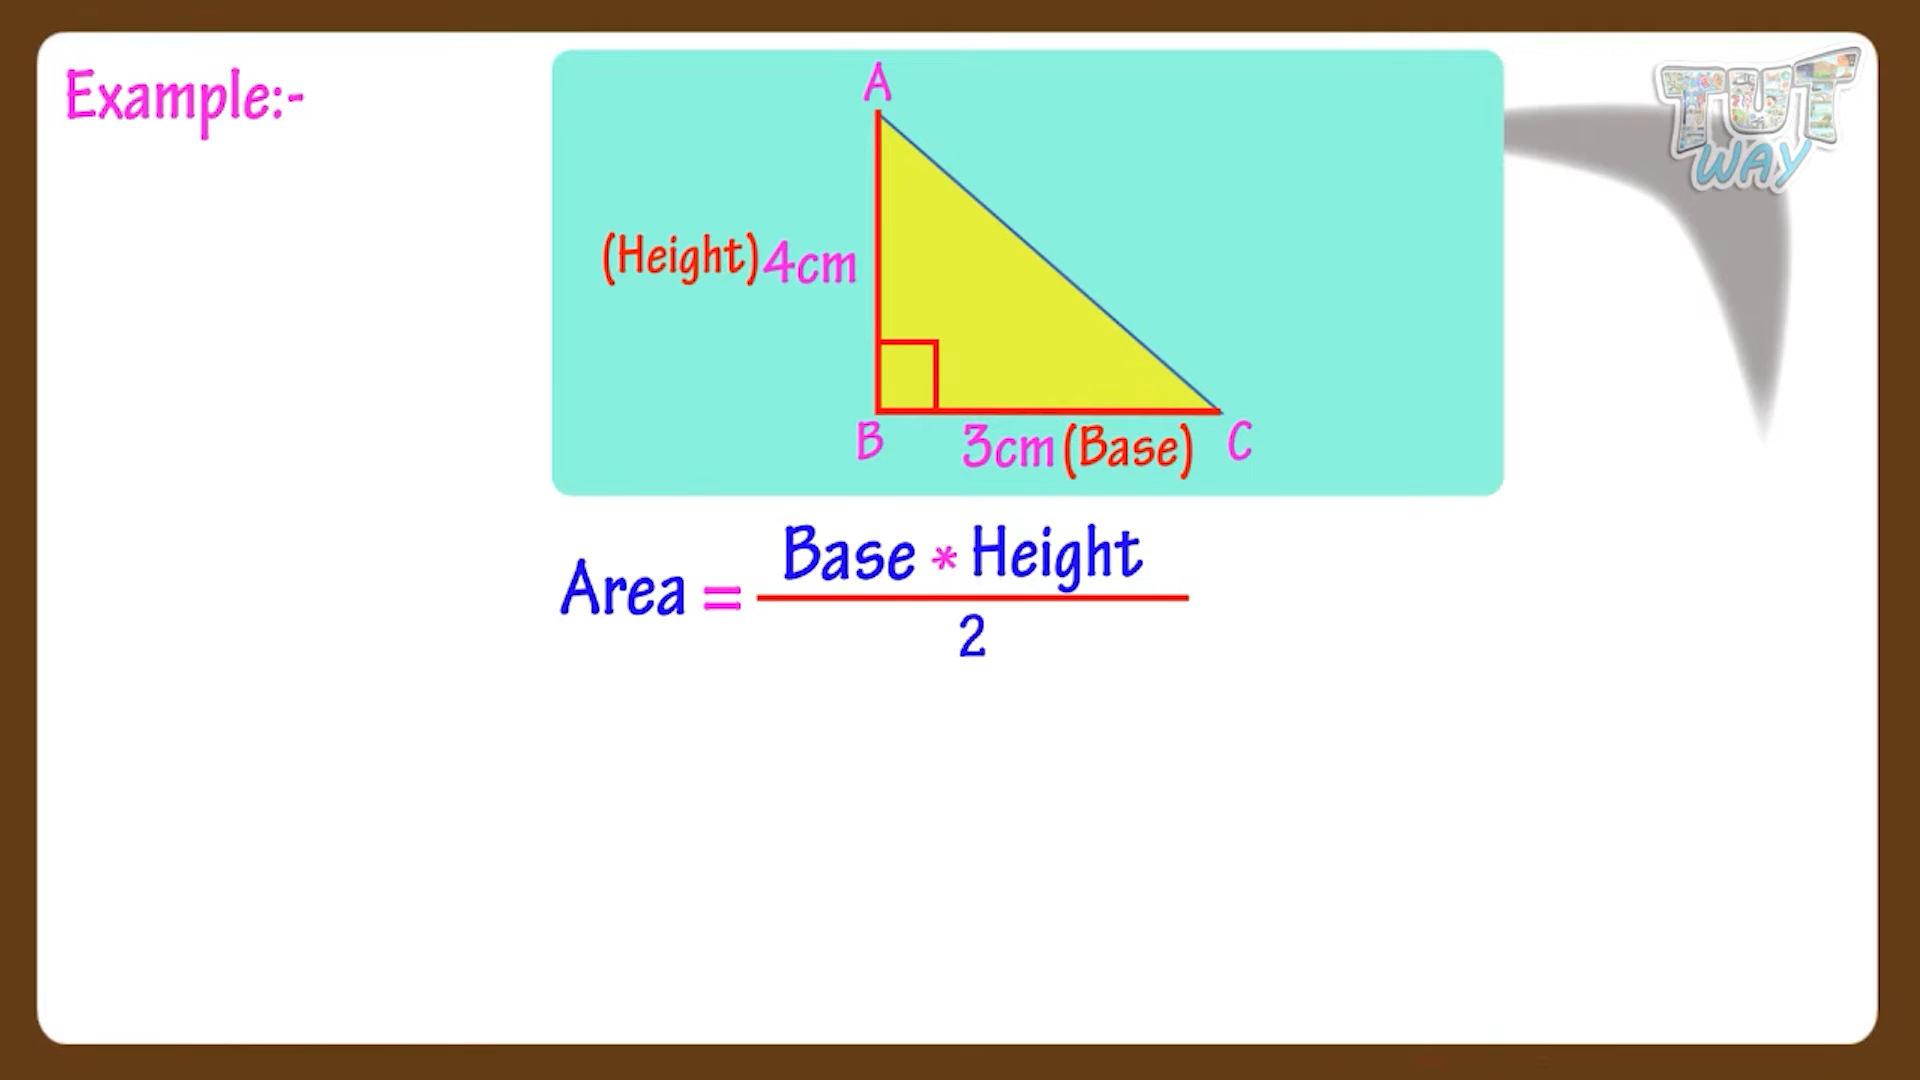 Example:-
TUT
WAY
A
(Height) 4cm
B 3cm (Base) C
Area = Base * Height
2